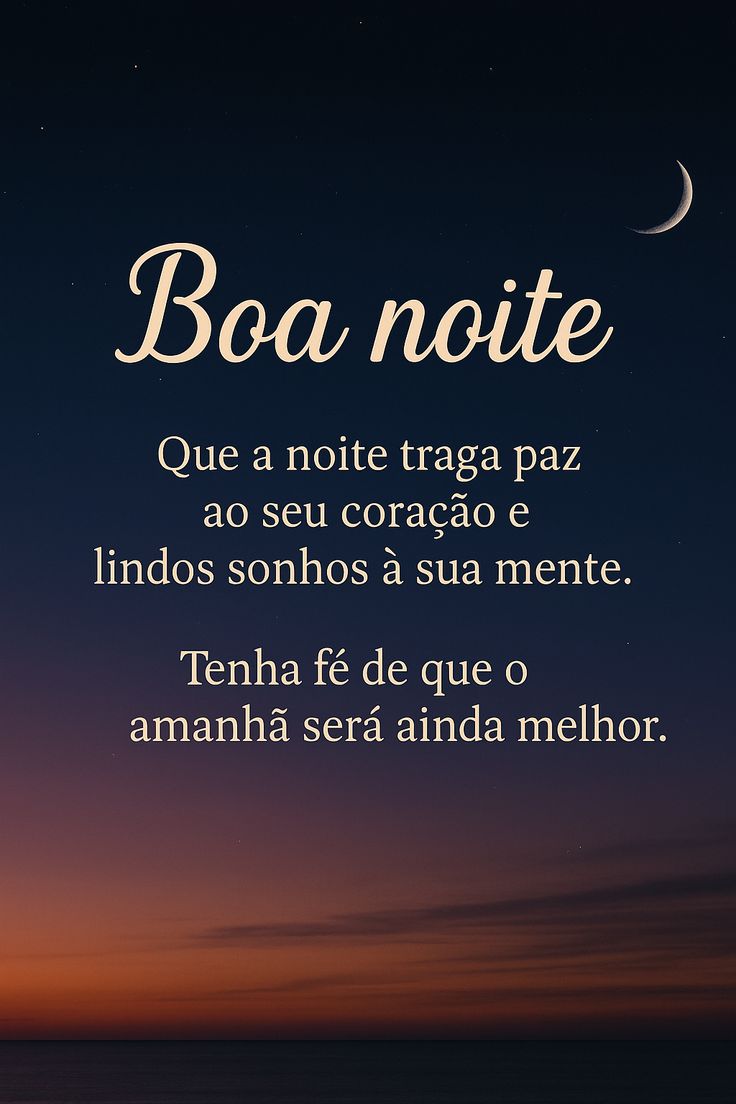 Boa noite
Que a noite traga paz
ao seu coração e
lindos sonhos à sua mente.
Tenha fé de que o
amanhã será ainda melhor.